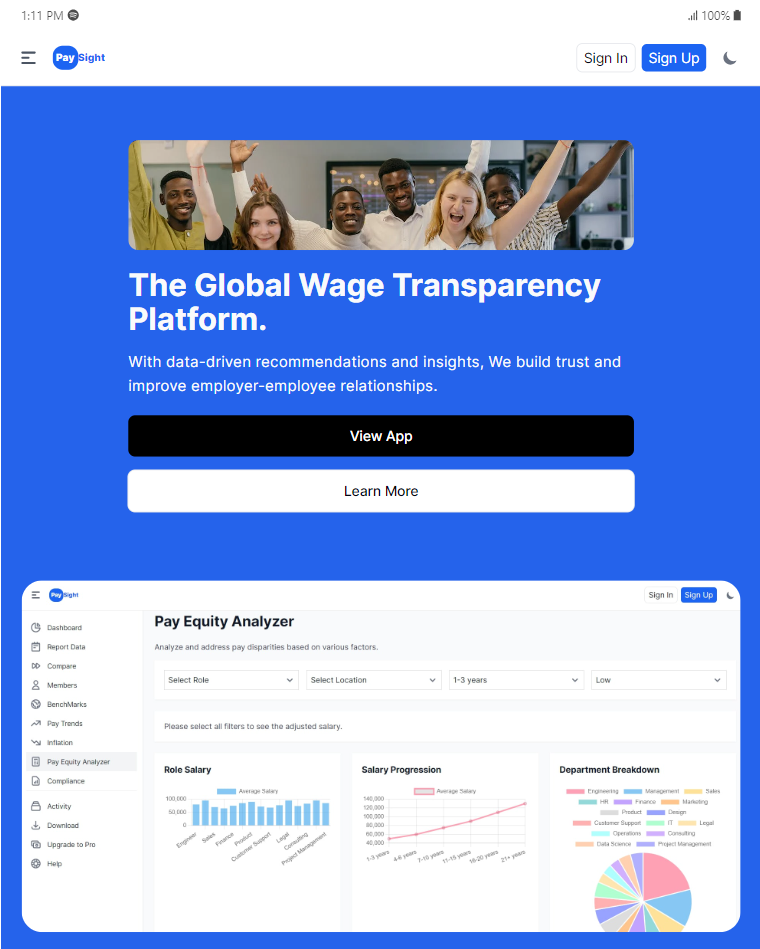 1:11 PM
100%
PaySight
Sign In
Sign Up
The Global Wage Transparency
Platform.
With data-driven recommendations and insights, We build trust and
improve employer-employee relationships.
View App
Learn More
PaySight
Sign In
Sign Up
Dashboard
Report Data
Compare
Members
BenchMarks
Pay Trends
Inflation
Pay Equity Analyzer
Compliance
Activity
Download
Upgrade to Pro
Help
Pay Equity Analyzer
Analyze and address pay disparities based on various factors.
Select Role
Select Location
1-3 years
Low
Please select all filters to see the adjusted salary.
Role Salary
Average Salary
100,000
50,000
0
Engineer
Sales
Finance
Product
Customer Support
Legal
Consulting
Project Management
Salary Progression
Average Salary
140,000
120,000
100,000
80,000
60,000
40,000
1-3 years
4-6 years
7-10 years
11-15 years
16-20 years
21+ years
Department Breakdown
Engineering Management Sales
HR Finance Marketing
Product Design
Customer Support IT Legal
Operations Consulting
Data Science Project Management